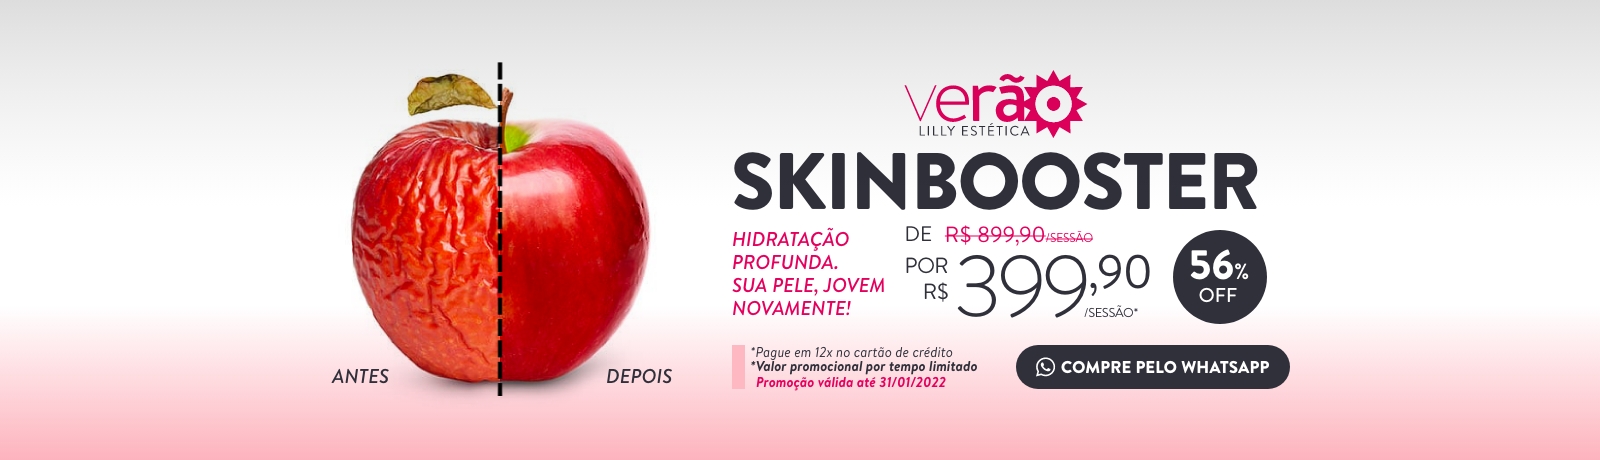 verão
LILLY ESTÉTICA
SKINBOOSTER
HIDRATAÇÃO
PROFUNDA.
SUA PELE, JOVEM
NOVAMENTE!
DE R$ 899,90/SESSÃO
POR
R$ 399,90
/SESSÃO*
56%
OFF
*Pague em 12x no cartão de crédito
*Valor promocional por tempo limitado
Promoção válida até 31/01/2022
COMPRE PELO WHATSAPP
ANTES
DEPOIS